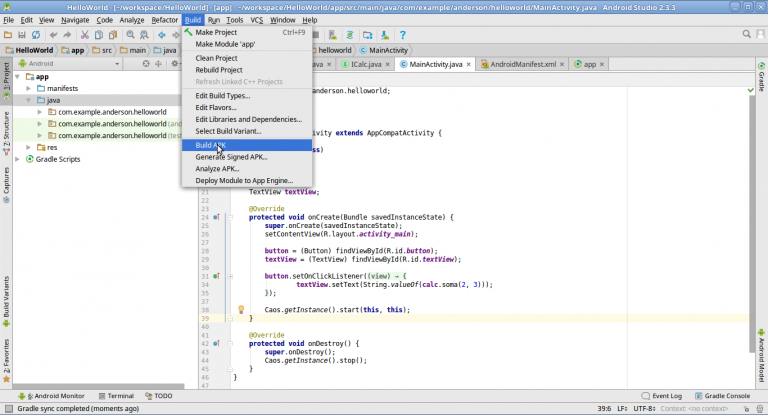 HelloWorld - [~/workspace/HelloWorld] - [app] - ~/workspace/HelloWorld/app/src/main/java/com/example/anderson/helloworld/MainActivity.java - Android Studio 2.3.3
File Edit View Navigate Code Analyze Refactor Build Run Tools VCS Window Help
HelloWorld app src main java helloworld MainActivity
Android
.java ICalc.java MainActivity.java AndroidManifest.xml app
1: Project
Z: Structure
Captures
Build Variants
2: Favorites
app
manifests
java
com.example.anderson.helloworld
com.example.anderson.helloworld (and
com.example.anderson.helloworld (tes
res
Gradle Scripts
Make Project Ctrl+F9
Make Module 'app'
Clean Project
Rebuild Project
Refresh Linked C++ Projects
Edit Build Types...
Edit Flavors...
Edit Libraries and Dependencies...
Select Build Variant...
Build APK
Generate Signed APK...
Analyze APK...
Deploy Module to App Engine...
anderson.helloworld;
tivity extends AppCompatActivity {
ss)
21 TextView textView;
22
23 @Override
24 protected void onCreate(Bundle savedInstanceState) {
25 super.onCreate(savedInstanceState);
26 setContentView(R.layout.activity_main);
27
28 button = (Button) findViewById(R.id.button);
29 textView = (TextView) findViewById(R.id.textView);
30
31 button.setOnClickListener((view) → {
34 textView.setText(String.valueOf(calc.soma(2, 3)));
35 });
38 Caos.getInstance().start(this, this);
39 }
40
41 @Override
42 protected void onDestroy() {
43 super.onDestroy();
44 Caos.getInstance().stop();
45 }
46 }
47
Gradle
Android Model
6: Android Monitor Terminal TODO Event Log Gradle Console
Gradle sync completed (moments ago) 39:6 LF÷ UTF-8÷ Context: <no context>